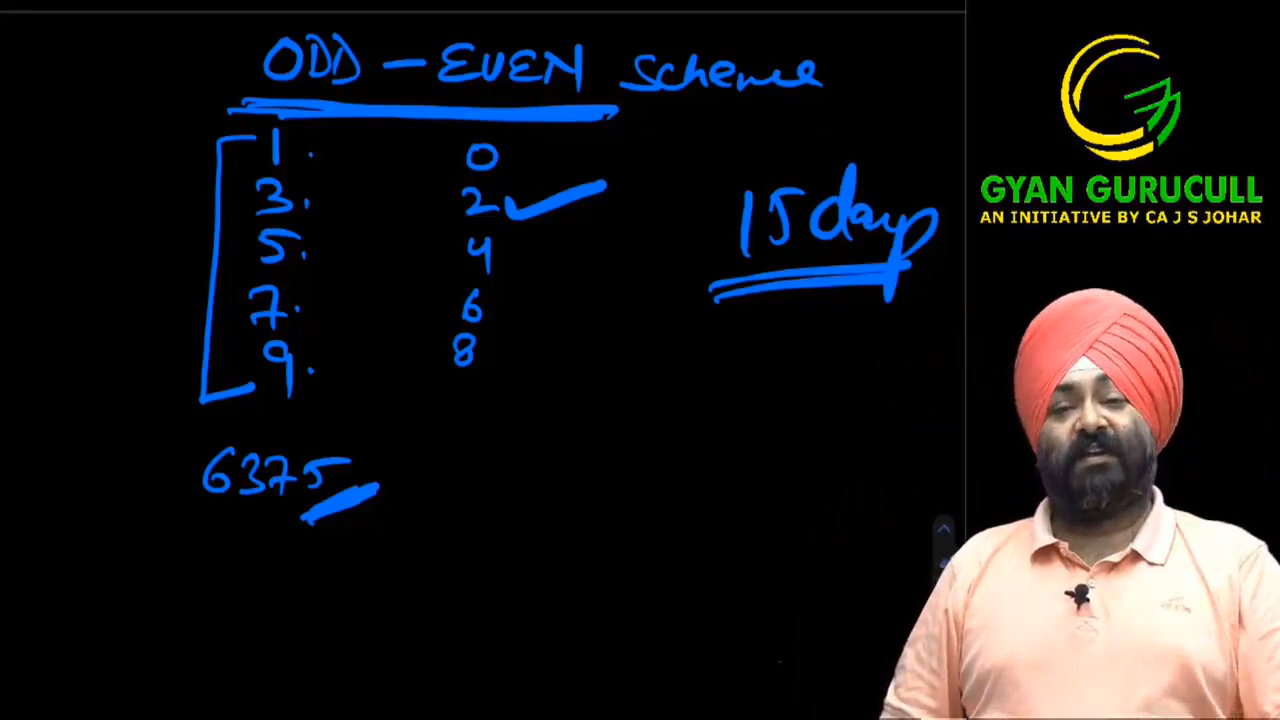 ODD - EVEN Scheme
1. 0
3. 2
5. 4
7. 6
9. 8
6375
15 days
GYAN GURUCULL
AN INITIATIVE BY CA J S JOHAR